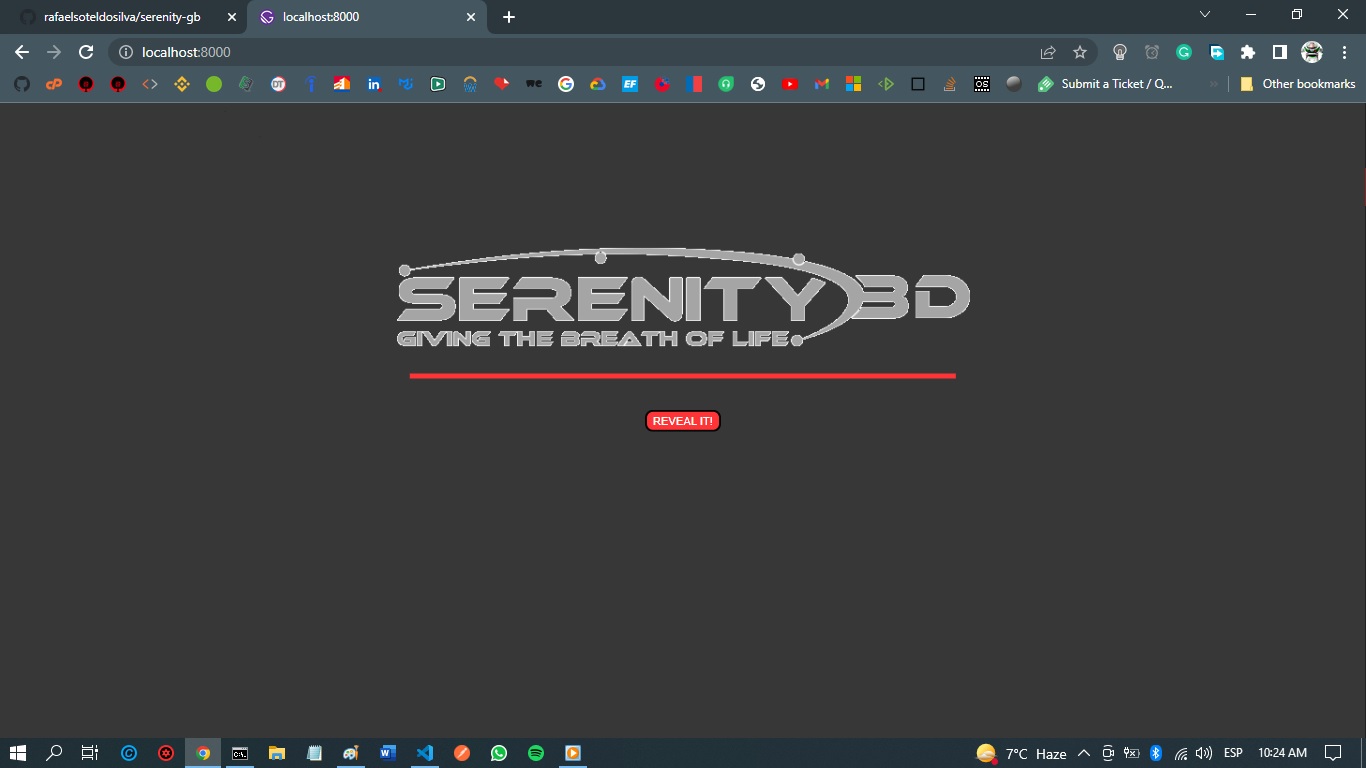 rafaelsoteldosilva/serenity-gb
localhost:8000
localhost:8000
Submit a Ticket / Q...
Other bookmarks
SERENITY 3D
GIVING THE BREATH OF LIFE
REVEAL IT!
7°C Haze
ESP
10:24 AM